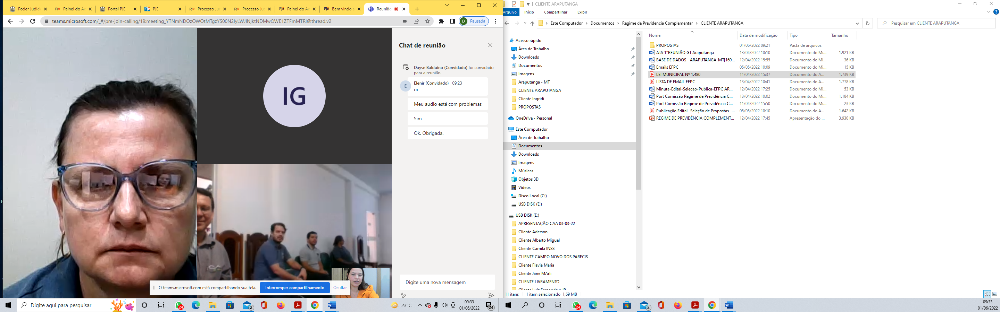 Poder Judici
Painel do Ac
Portal PJE
PJE
Processo Ju
Processo Ju
Painel do Ac
Bem vindo a
Reunião
teams.microsoft.com/_#/pre-join-calling/19:meeting_YTNmNDQzOWQtMTgzYS00N2IyLWJlNjktNDMwOWE1ZTFmMTRl@thread.v2
D Pausada
IG
Chat de reunião
Dayse Balduino (Convidado) foi convidado
para a reunião.
E
Elenir (Convidado) 09:23
oi
Meu audio está com problemas
Sim
Ok. Obrigada.
Digite uma nova mensagem
O teams.microsoft.com está compartilhando sua tela.
Interromper compartilhamento
Ocultar
CLIENTE ARAPUTANGA
Arquivo Início Compartilhar Exibir
Este Computador > Documentos > Regime de Previdencia Complementar > CLIENTE ARAPUTANGA
Pesquisar em CLIENTE ARAPUTANGA
Acesso rápido
Área de Trabalho
Downloads
Documentos
Imagens
Araputanga - MT
CLIENTE ARAPUTANGA
Cliente Ingridi
PROPOSTAS
OneDrive - Personal
Este Computador
Área de Trabalho
Documentos
Downloads
Imagens
Músicas
Objetos 3D
Vídeos
Disco Local (C:)
USB DISK (E:)
USB DISK (E:)
APRESENTAÇÃO CAA 03-03-22
Cliente Aderson
Cliente Alberto Miguel
Cliente Camila INSS
CLIENTE CAMPO NOVO DOS PARECIS
Cliente Flavia Maria
Cliente Jane MArli
CLIENTE LIVRAMENTO
Cliente Luiz Fernando x JR
Nome Data de modificação Tipo Tamanho
PROPOSTAS 01/06/2022 09:21 Pasta de arquivos
ATA 1°REUNIÃO GT Araputanga 13/04/2022 10:10 Documento do Mi... 1.921 KB
BASE DE DADOS - ARAPUTANGA-MT[160... 12/04/2022 15:55 Documento do Mi... 36 KB
Emails EFPC 05/05/2022 10:09 Documento do Mi... 15 KB
LEI MUNICIPAL Nº 1.480 11/04/2022 15:37 Documento do A... 1.739 KB
LISTA DE EMAIL EFPC 13/04/2022 10:41 Documento do A... 1.778 KB
Minuta-Edital-Selecao-Publica-EFPC AR... 12/04/2022 17:25 Documento do Mi... 53 KB
Port Comissão Regime de Previdência C... 13/04/2022 10:02 Documento do Mi... 1.184 KB
Port Comissão Regime de Previdência C... 11/04/2022 15:50 Documento do Mi... 23 KB
Publicação Edital- Seleção de Propostas -... 05/05/2022 10:10 Documento do A... 1.642 KB
REGIME DE PREVIDÊNCIA COMPLEMENT... 12/04/2022 17:45 Apresentação do ... 3.930 KB
11 itens 1 item selecionado 1,69 MB
Digite aqui para pesquisar
24
2
23°C
09:33
01/06/2022
24
24
2
09:33
01/06/2022